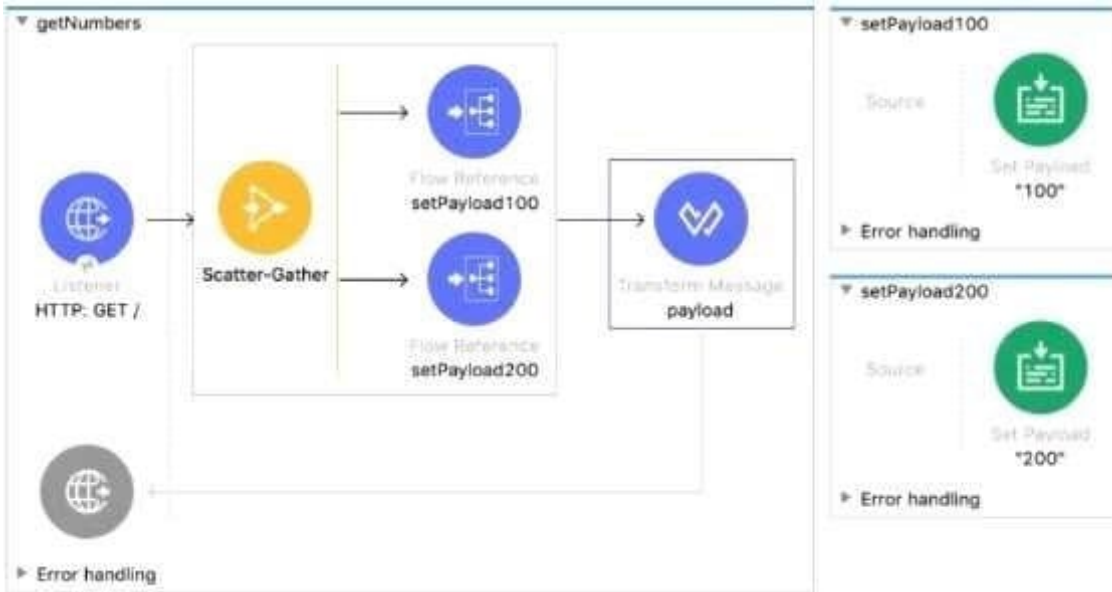 getNumbers
Flow Reference
setPayload100
Scatter-Gather
Listener
HTTP: GET /
Flow Reference
setPayload200
Transform Message
payload
Error handling
setPayload100
Source
Set Payload
"100"
Error handling
setPayload200
Source
Set Payload
"200"
Error handling